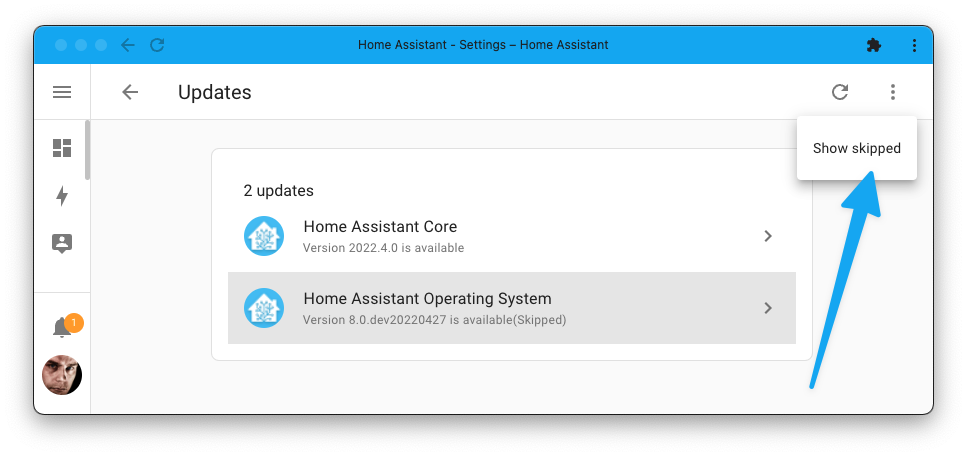 Home Assistant - Settings – Home Assistant
Updates
Show skipped
2 updates
Home Assistant Core
Version 2022.4.0 is available
Home Assistant Operating System
Version 8.0.dev20220427 is available(Skipped)
1